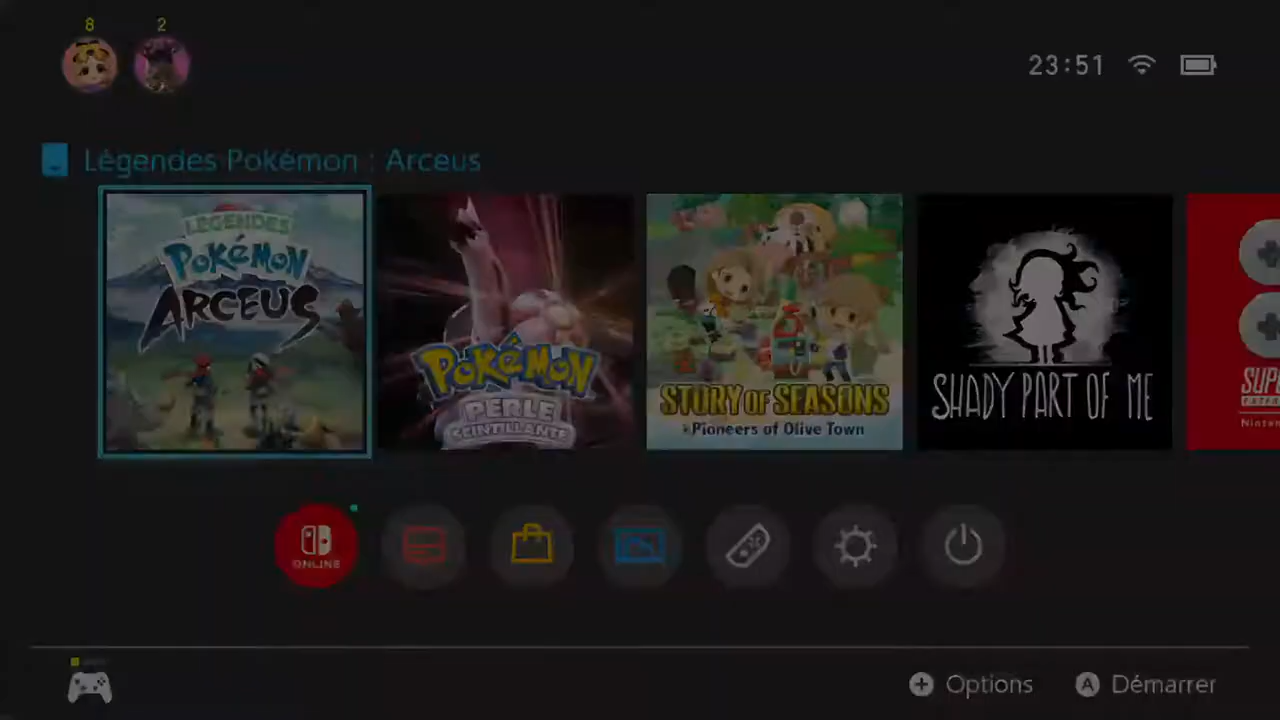 8 2
23:51
Légendes Pokémon : Arceus
LÉGENDES
POKÉMON
ARCEUS
POKÉMON
PERLE
SCINTILLANTE
STORY OF SEASONS
Pioneers of Olive Town
SHADY PART OF ME
ONLINE
Options
A Démarrer